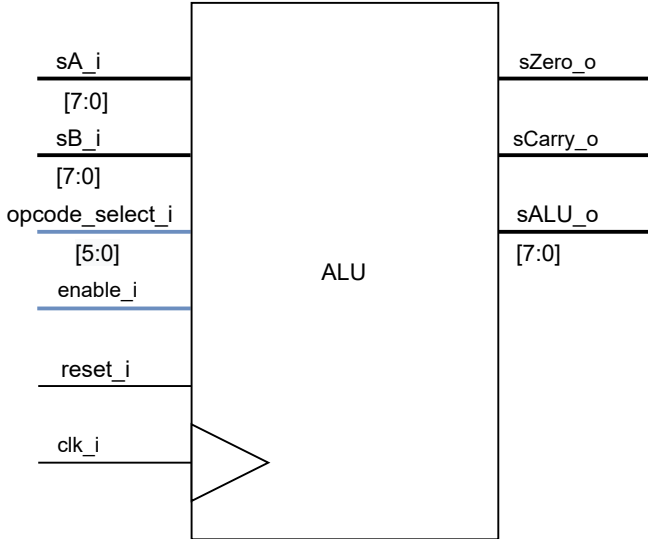 sA_i
[7:0]
sB_i
[7:0]
opcode_select_i
[5:0]
enable_i
reset_i
clk_i
ALU
sZero_o
sCarry_o
sALU_o
[7:0]